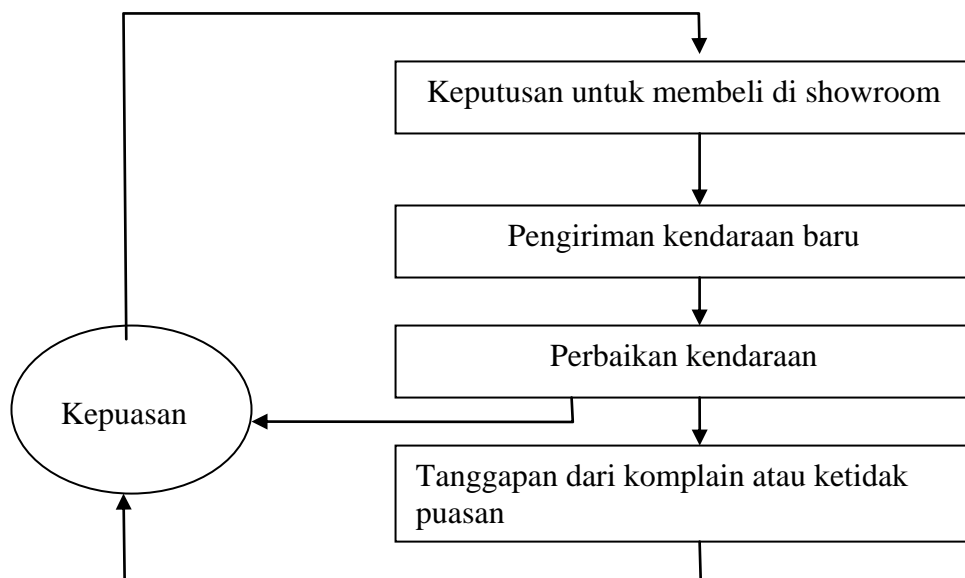 Keputusan untuk membeli di showroom
Pengiriman kendaraan baru
Perbaikan kendaraan
Kepuasan
Tanggapan dari komplain atau ketidak
puasan